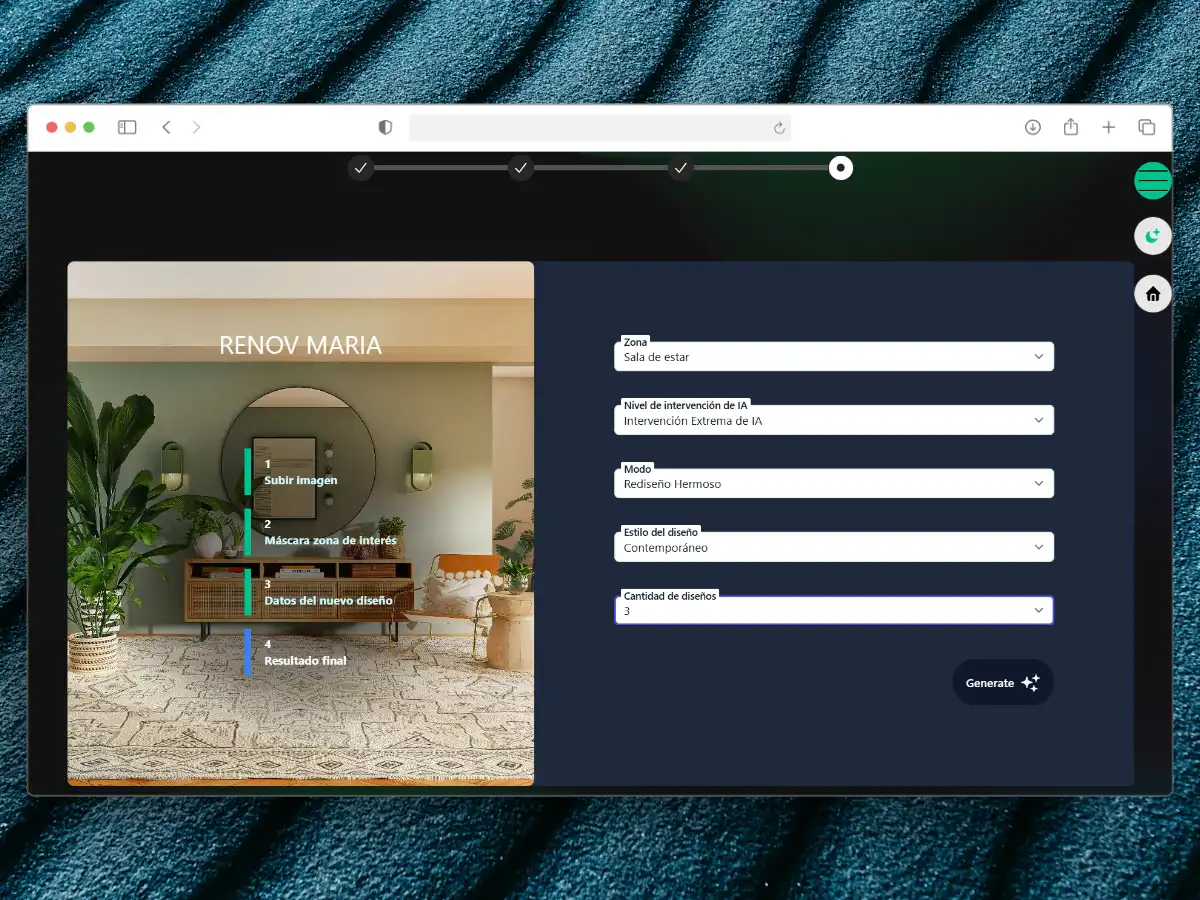 RENOV MARIA
1
Subir imagen
2
Máscara zona de interés
3
Datos del nuevo diseño
4
Resultado final
Zona
Sala de estar
Nivel de intervención de IA
Intervención Extrema de IA
Modo
Rediseño Hermoso
Estilo del diseño
Contemporáneo
Cantidad de diseños
3
Generate